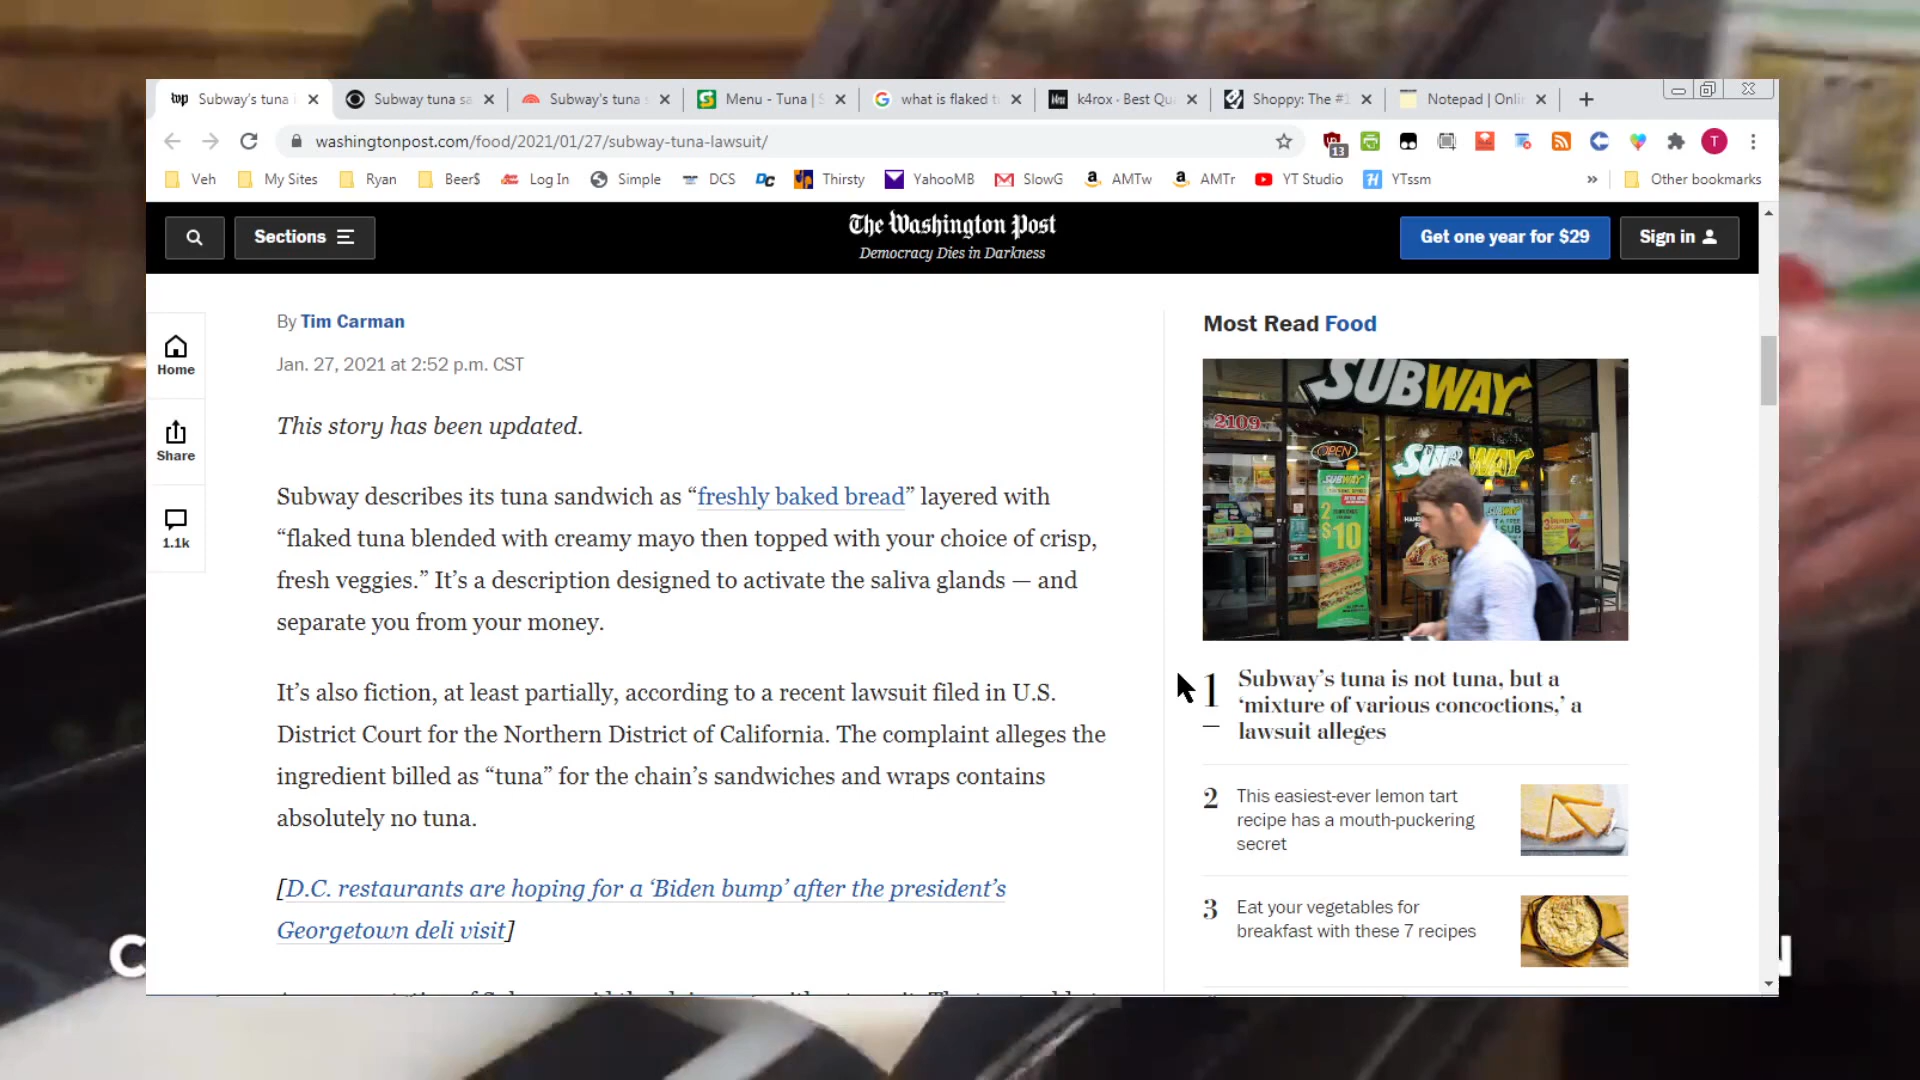 Subway's tuna i
Subway tuna sa
Subway's tuna s
Menu - Tuna | S
what is flaked t
k4rox - Best Qu
Shoppy: The #1
Notepad | Onli
washingtonpost.com/food/2021/01/27/subway-tuna-lawsuit/
13
T
Veh
My Sites
Ryan
Beer$
Log In
Simple
DCS
DC
Thirsty
YahooMB
SlowG
AMTw
AMTr
YT Studio
YTssm
»
Other bookmarks
Sections
The Washington Post
Democracy Dies in Darkness
Get one year for $29
Sign in
Home
Share
1.1k
By Tim Carman
Jan. 27, 2021 at 2:52 p.m. CST
This story has been updated.
Subway describes its tuna sandwich as “freshly baked bread” layered with
“flaked tuna blended with creamy mayo then topped with your choice of crisp,
fresh veggies.” It’s a description designed to activate the saliva glands — and
separate you from your money.
It’s also fiction, at least partially, according to a recent lawsuit filed in U.S.
District Court for the Northern District of California. The complaint alleges the
ingredient billed as “tuna” for the chain’s sandwiches and wraps contains
absolutely no tuna.
[D.C. restaurants are hoping for a ‘Biden bump’ after the president’s
Georgetown deli visit]
Most Read Food
SUBWAY
2109
OPEN
SUBWAY
SUBWAY
2
$10
1
Subway’s tuna is not tuna, but a
‘mixture of various concoctions,’ a
lawsuit alleges
2
This easiest-ever lemon tart
recipe has a mouth-puckering
secret
3
Eat your vegetables for
breakfast with these 7 recipes